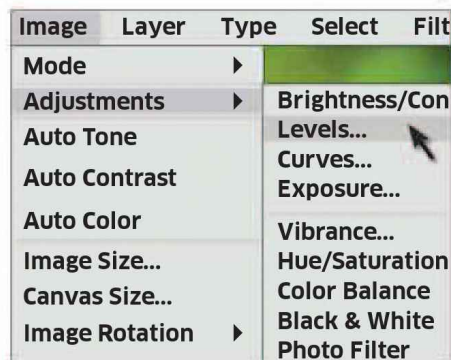 Image Layer Type Select Filt
Mode
Adjustments
Auto Tone
Auto Contrast
Auto Color
Image Size...
Canvas Size...
Image Rotation
Brightness/Con
Levels...
Curves...
Exposure...
Vibrance...
Hue/Saturation
Color Balance
Black & White
Photo Filter